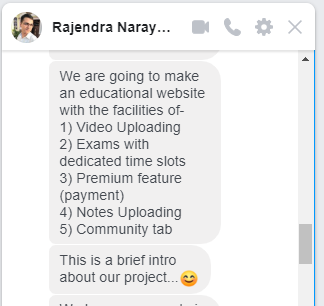 Rajendra Naray...
We are going to make
an educational website
with the facilities of-
1) Video Uploading
2) Exams with
dedicated time slots
3) Premium feature
(payment)
4) Notes Uploading
5) Community tab
This is a brief intro
about our project...😊